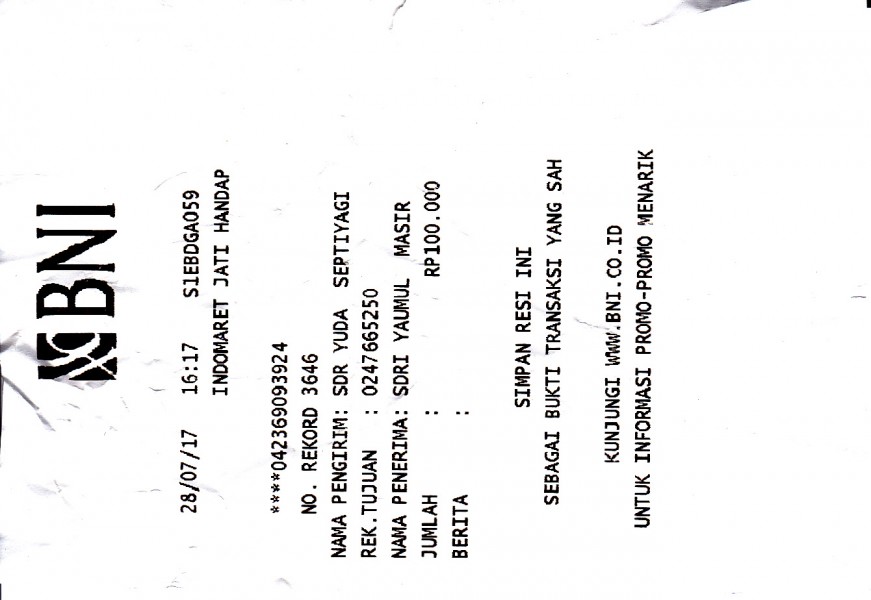 BNI
28/07/17 16:17 S1EBDGA059
INDOMARET JATI HANDAP
****042369093924
NO. REKORD 3646
NAMA PENGIRIM: SDR YUDA SEPTIYAGI
REK.TUJUAN : 0247665250
NAMA PENERIMA: SDRI YAUMUL MASIR
JUMLAH : RP100.000
BERITA :
SIMPAN RESI INI
SEBAGAI BUKTI TRANSAKSI YANG SAH
KUNJUNGI WWW.BNI.CO.ID
UNTUK INFORMASI PROMO-PROMO MENARIK